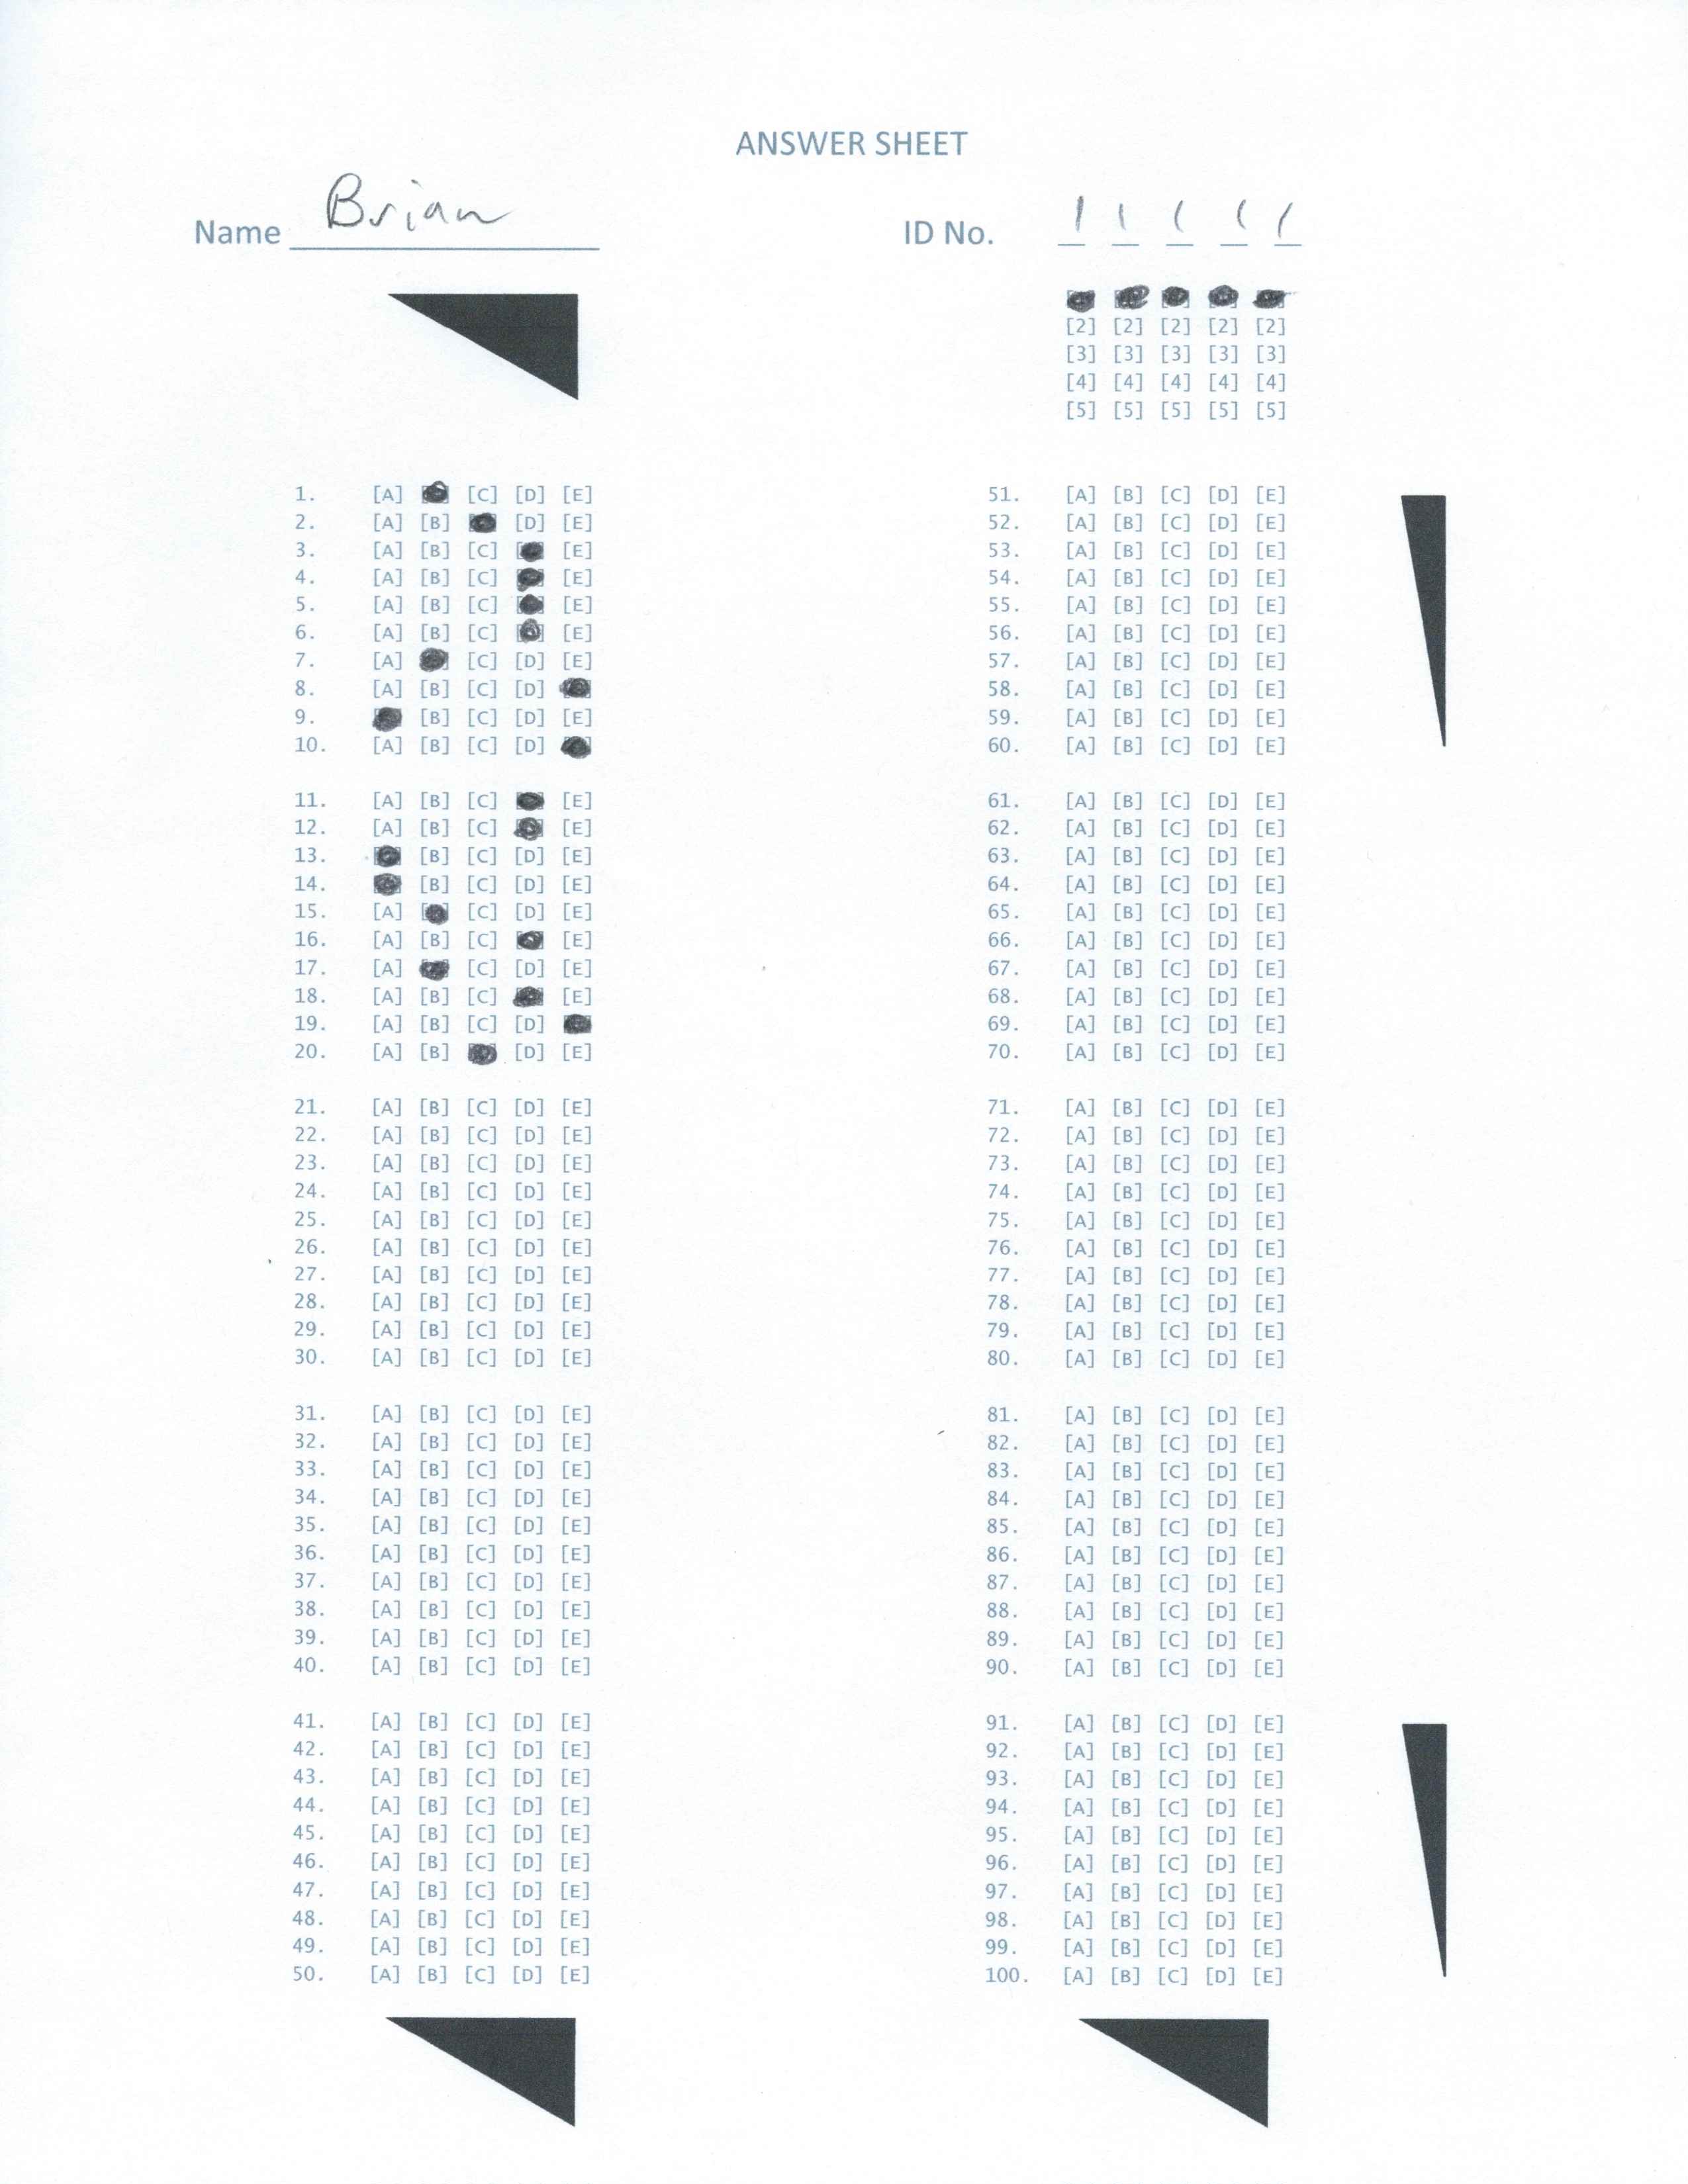 ANSWER SHEET
Name Brian ID No. 1 1 1 1 1
[2] [2] [2] [2] [2]
[3] [3] [3] [3] [3]
[4] [4] [4] [4] [4]
[5] [5] [5] [5] [5]
1. [A] [C] [D] [E]
2. [A] [B] [D] [E]
3. [A] [B] [C] [E]
4. [A] [B] [C] [E]
5. [A] [B] [C] [E]
6. [A] [B] [C] [E]
7. [A] [C] [D] [E]
8. [A] [B] [C] [D]
9. [B] [C] [D] [E]
10. [A] [B] [C] [D]
11. [A] [B] [C] [E]
12. [A] [B] [C] [E]
13. [B] [C] [D] [E]
14. [B] [C] [D] [E]
15. [A] [C] [D] [E]
16. [A] [B] [C] [E]
17. [A] [C] [D] [E]
18. [A] [B] [C] [E]
19. [A] [B] [C] [D]
20. [A] [B] [D] [E]
21. [A] [B] [C] [D] [E]
22. [A] [B] [C] [D] [E]
23. [A] [B] [C] [D] [E]
24. [A] [B] [C] [D] [E]
25. [A] [B] [C] [D] [E]
26. [A] [B] [C] [D] [E]
27. [A] [B] [C] [D] [E]
28. [A] [B] [C] [D] [E]
29. [A] [B] [C] [D] [E]
30. [A] [B] [C] [D] [E]
31. [A] [B] [C] [D] [E]
32. [A] [B] [C] [D] [E]
33. [A] [B] [C] [D] [E]
34. [A] [B] [C] [D] [E]
35. [A] [B] [C] [D] [E]
36. [A] [B] [C] [D] [E]
37. [A] [B] [C] [D] [E]
38. [A] [B] [C] [D] [E]
39. [A] [B] [C] [D] [E]
40. [A] [B] [C] [D] [E]
41. [A] [B] [C] [D] [E]
42. [A] [B] [C] [D] [E]
43. [A] [B] [C] [D] [E]
44. [A] [B] [C] [D] [E]
45. [A] [B] [C] [D] [E]
46. [A] [B] [C] [D] [E]
47. [A] [B] [C] [D] [E]
48. [A] [B] [C] [D] [E]
49. [A] [B] [C] [D] [E]
50. [A] [B] [C] [D] [E]
51. [A] [B] [C] [D] [E]
52. [A] [B] [C] [D] [E]
53. [A] [B] [C] [D] [E]
54. [A] [B] [C] [D] [E]
55. [A] [B] [C] [D] [E]
56. [A] [B] [C] [D] [E]
57. [A] [B] [C] [D] [E]
58. [A] [B] [C] [D] [E]
59. [A] [B] [C] [D] [E]
60. [A] [B] [C] [D] [E]
61. [A] [B] [C] [D] [E]
62. [A] [B] [C] [D] [E]
63. [A] [B] [C] [D] [E]
64. [A] [B] [C] [D] [E]
65. [A] [B] [C] [D] [E]
66. [A] [B] [C] [D] [E]
67. [A] [B] [C] [D] [E]
68. [A] [B] [C] [D] [E]
69. [A] [B] [C] [D] [E]
70. [A] [B] [C] [D] [E]
71. [A] [B] [C] [D] [E]
72. [A] [B] [C] [D] [E]
73. [A] [B] [C] [D] [E]
74. [A] [B] [C] [D] [E]
75. [A] [B] [C] [D] [E]
76. [A] [B] [C] [D] [E]
77. [A] [B] [C] [D] [E]
78. [A] [B] [C] [D] [E]
79. [A] [B] [C] [D] [E]
80. [A] [B] [C] [D] [E]
81. [A] [B] [C] [D] [E]
82. [A] [B] [C] [D] [E]
83. [A] [B] [C] [D] [E]
84. [A] [B] [C] [D] [E]
85. [A] [B] [C] [D] [E]
86. [A] [B] [C] [D] [E]
87. [A] [B] [C] [D] [E]
88. [A] [B] [C] [D] [E]
89. [A] [B] [C] [D] [E]
90. [A] [B] [C] [D] [E]
91. [A] [B] [C] [D] [E]
92. [A] [B] [C] [D] [E]
93. [A] [B] [C] [D] [E]
94. [A] [B] [C] [D] [E]
95. [A] [B] [C] [D] [E]
96. [A] [B] [C] [D] [E]
97. [A] [B] [C] [D] [E]
98. [A] [B] [C] [D] [E]
99. [A] [B] [C] [D] [E]
100. [A] [B] [C] [D] [E]